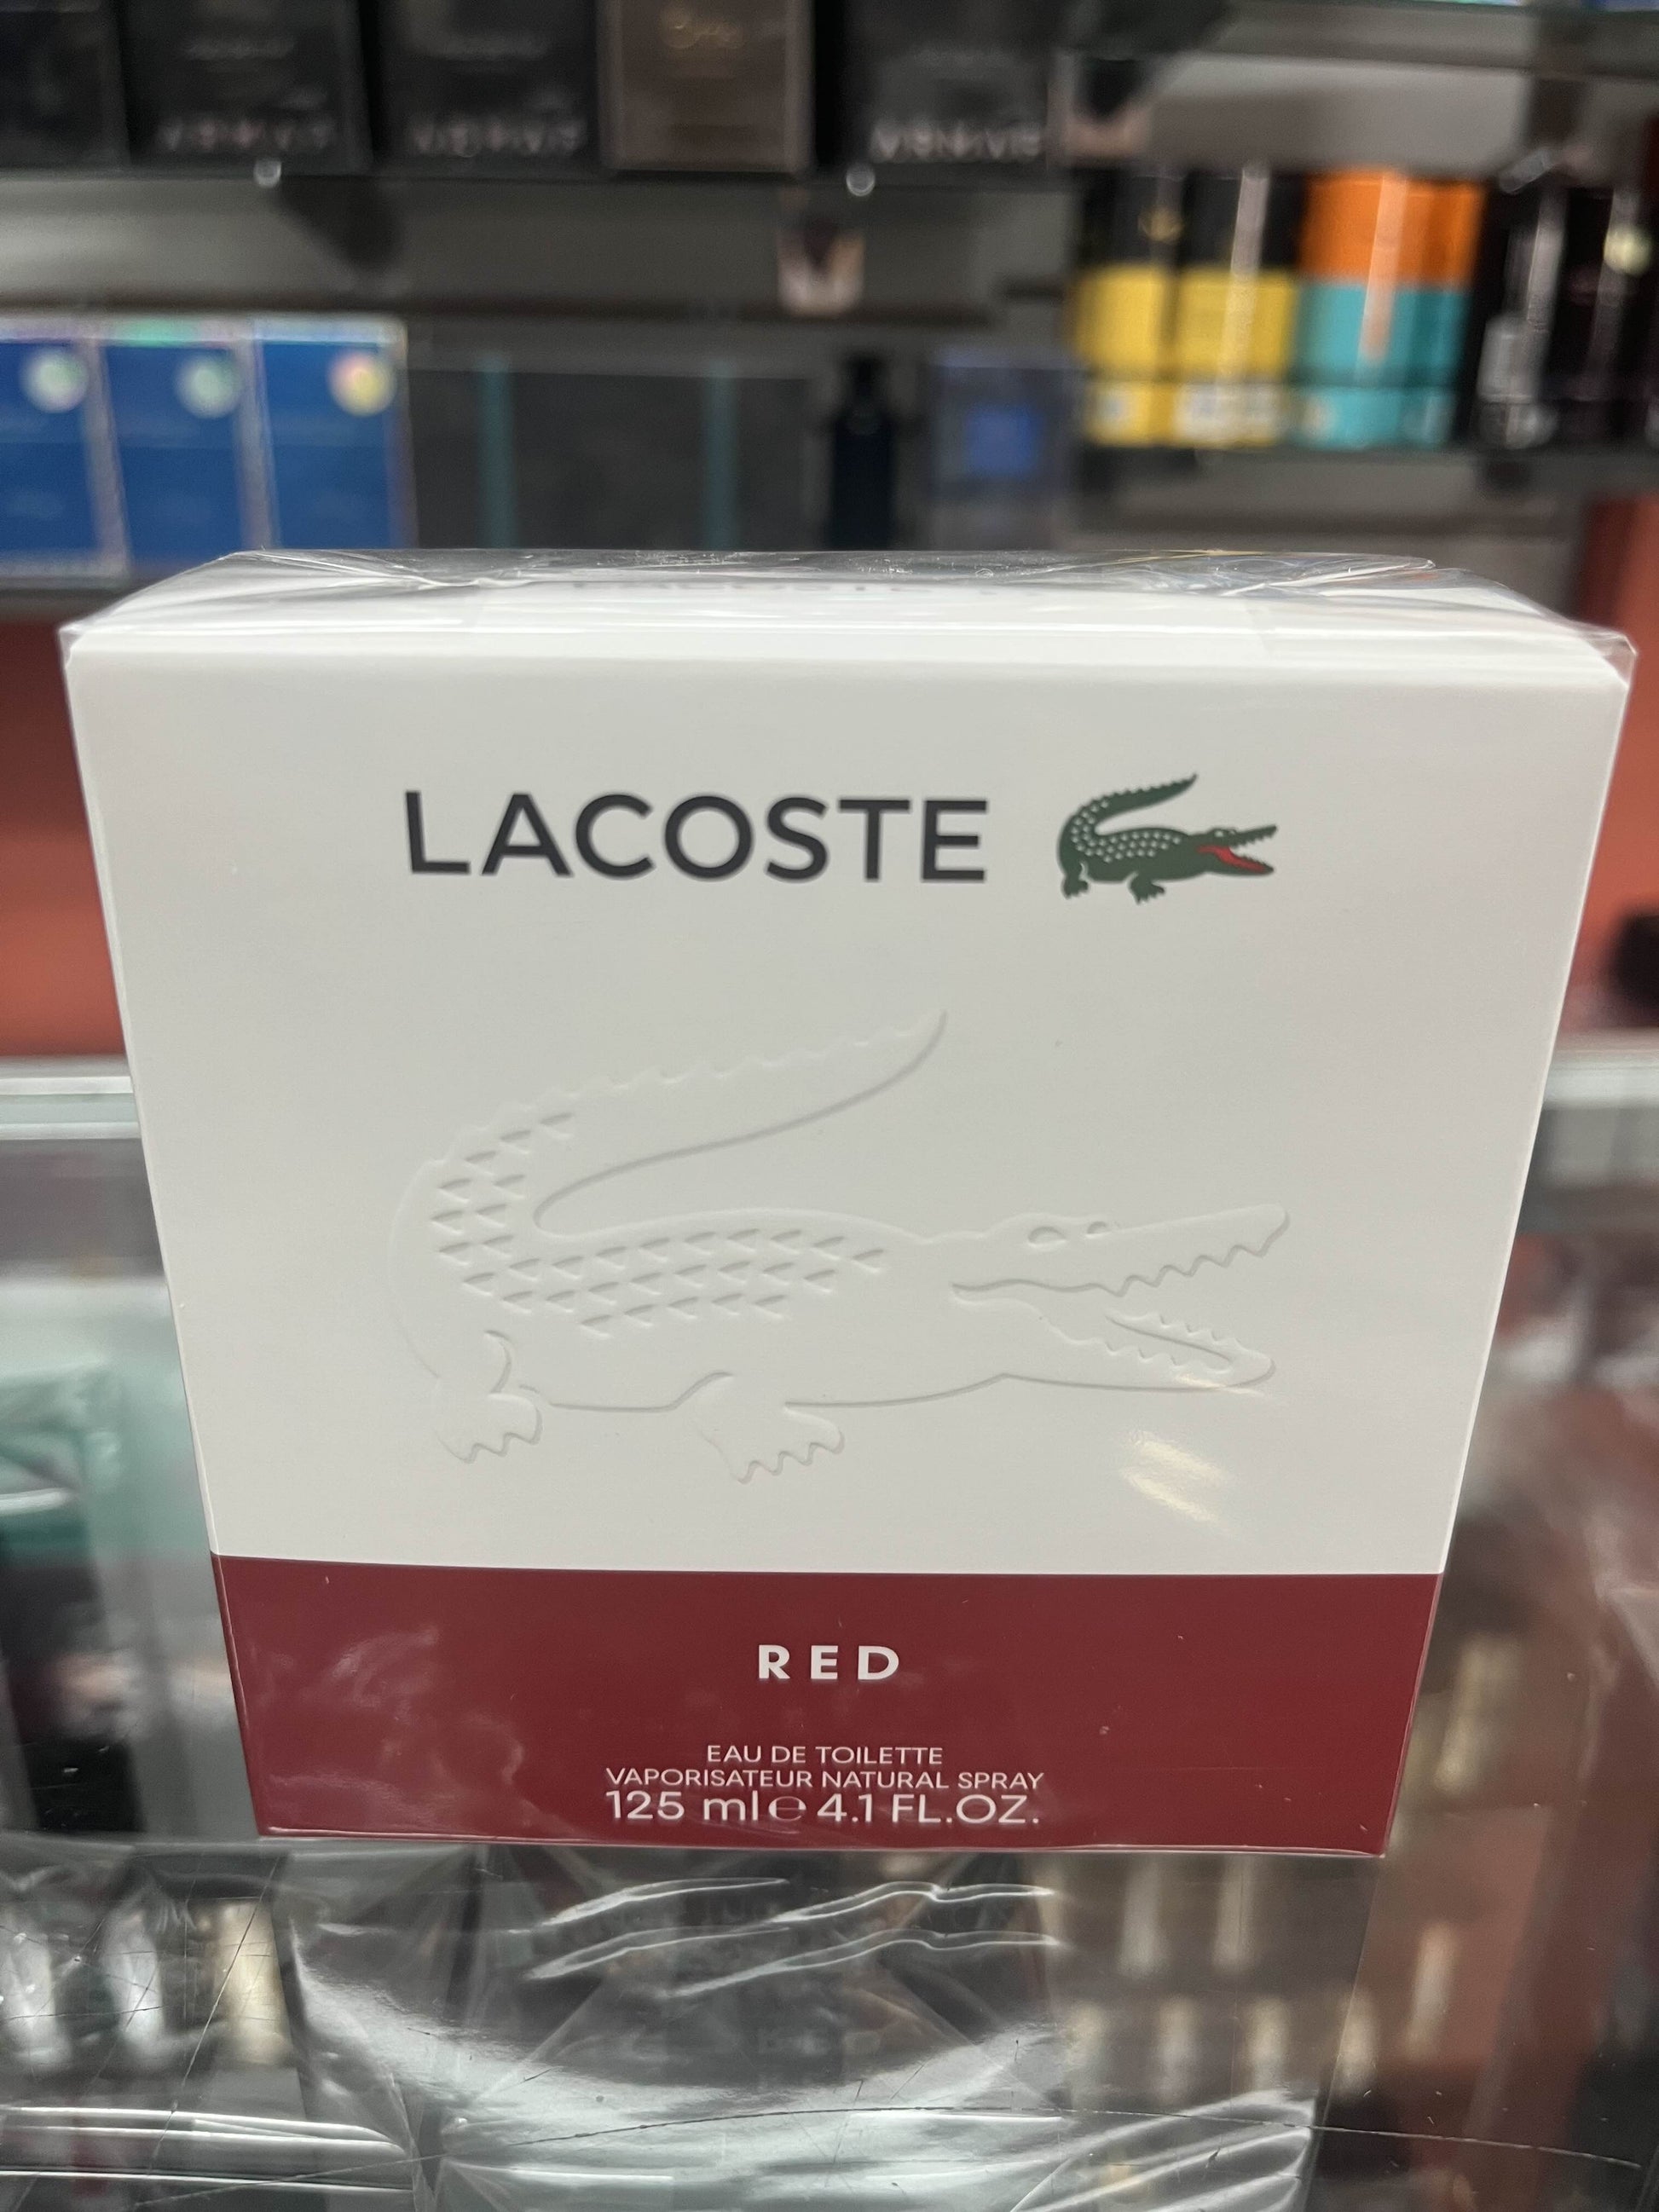 LACOSTE
RED
EAU DE TOILETTE
VAPORISATEUR NATURAL SPRAY
125 ml ℮ 4.1 FL.OZ.